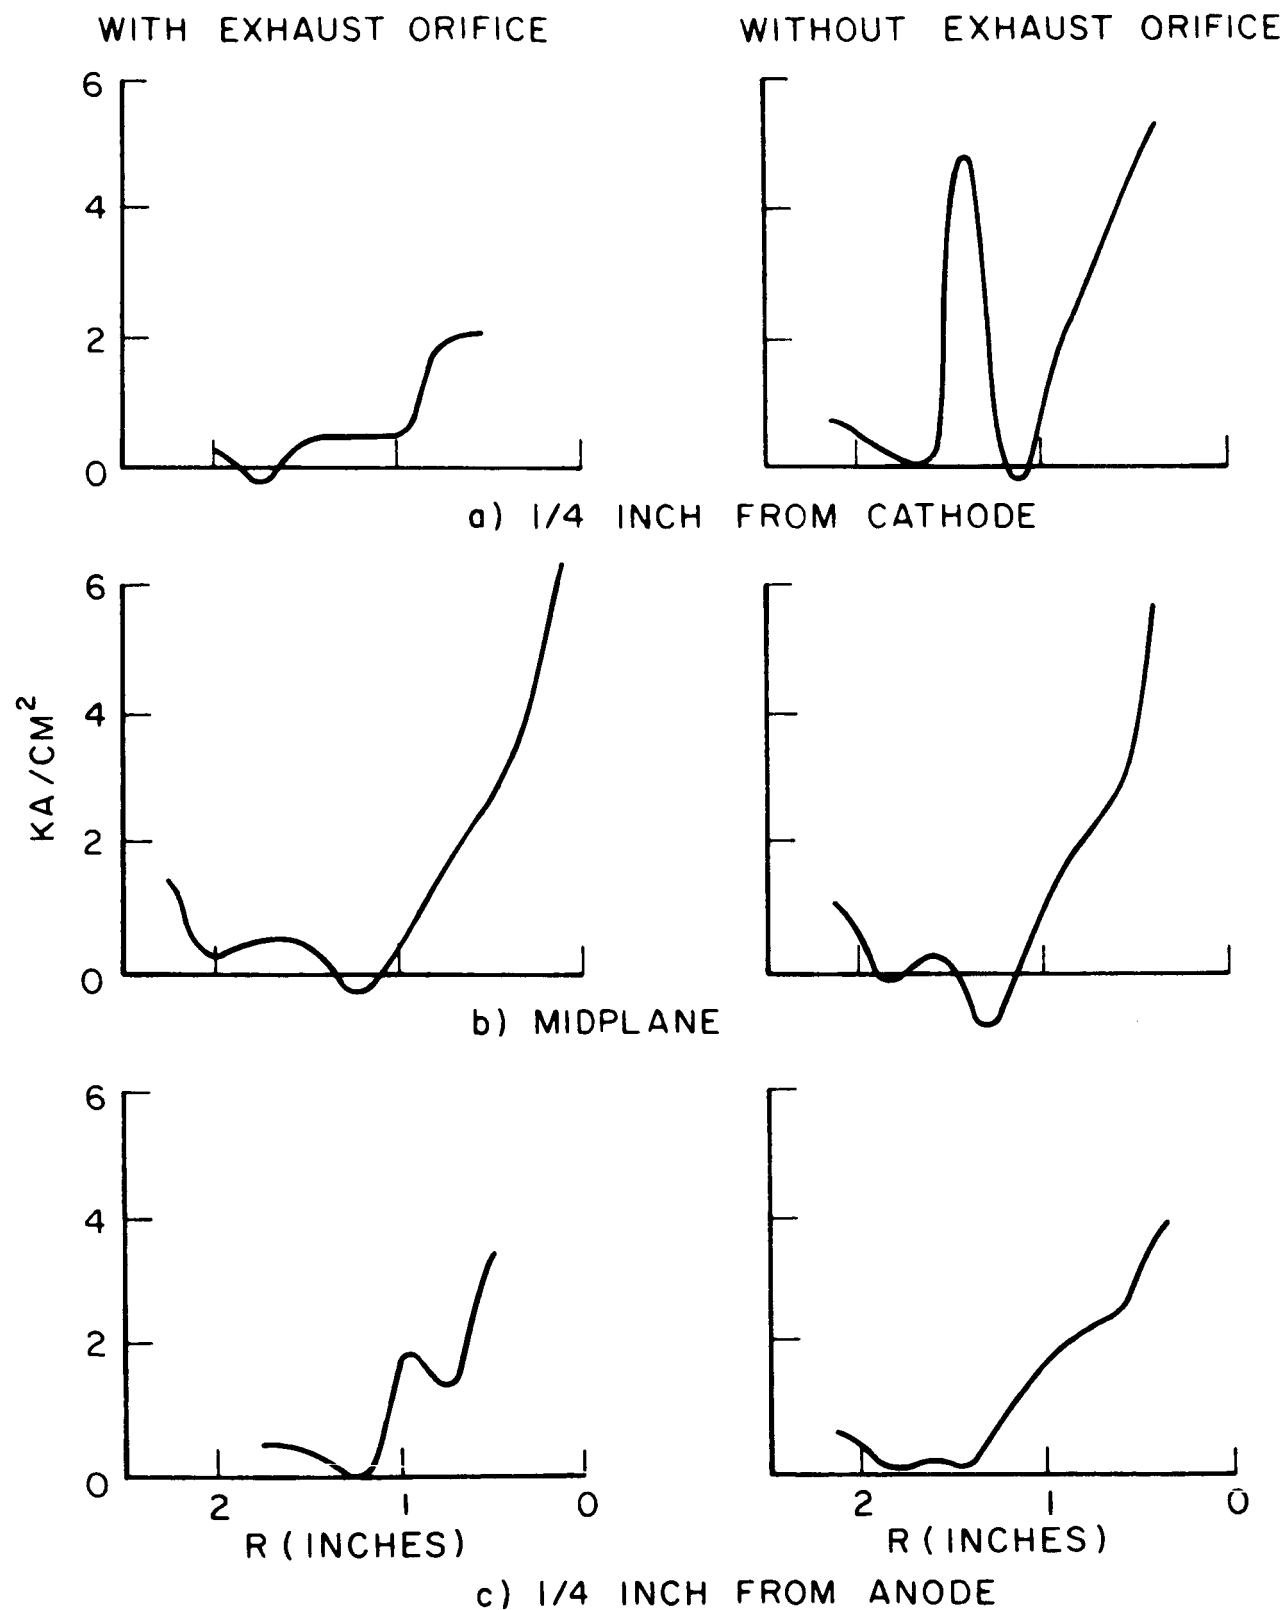 WITH EXHAUST ORIFICE
WITHOUT EXHAUST ORIFICE
6
4
2
0
a) 1/4 INCH FROM CATHODE
KA/CM²
6
4
2
0
b) MIDPLANE
6
4
2
0
2 1 0
2 1 0
R (INCHES)
R (INCHES)
c) 1/4 INCH FROM ANODE